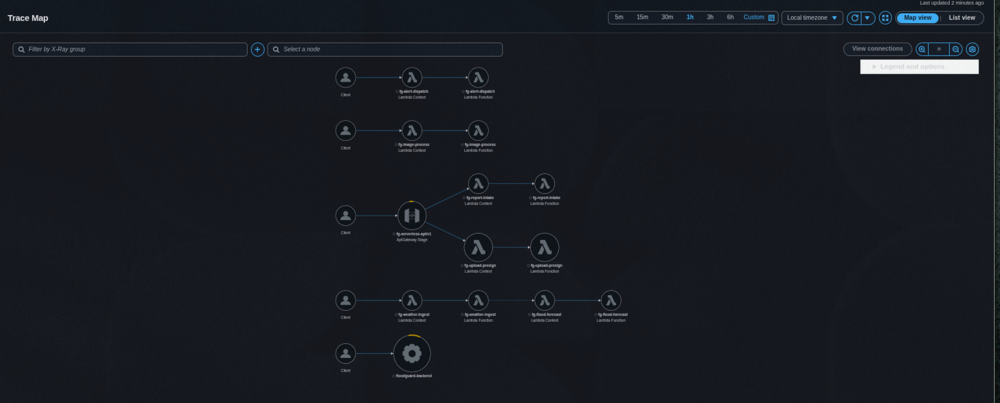 Last updated 2 minutes ago
Trace Map
5m 15m 30m 1h 3h 6h Custom
Local timezone
Map view | List view
Filter by X-Ray group
Select a node
View connections
Legend and options
Client
fg-alert-dispatch
Lambda Context
fg-alert-dispatch
Lambda Function
Client
fg-image-process
Lambda Context
fg-image-process
Lambda Function
fg-report-intake
Lambda Context
fg-report-intake
Lambda Function
Client
fg-serverless-api/v1
ApiGateway Stage
fg-upload-presign
Lambda Context
fg-upload-presign
Lambda Function
Client
fg-weather-ingest
Lambda Context
fg-weather-ingest
Lambda Function
fg-flood-forecast
Lambda Context
fg-flood-forecast
Lambda Function
Client
floodguard-backend